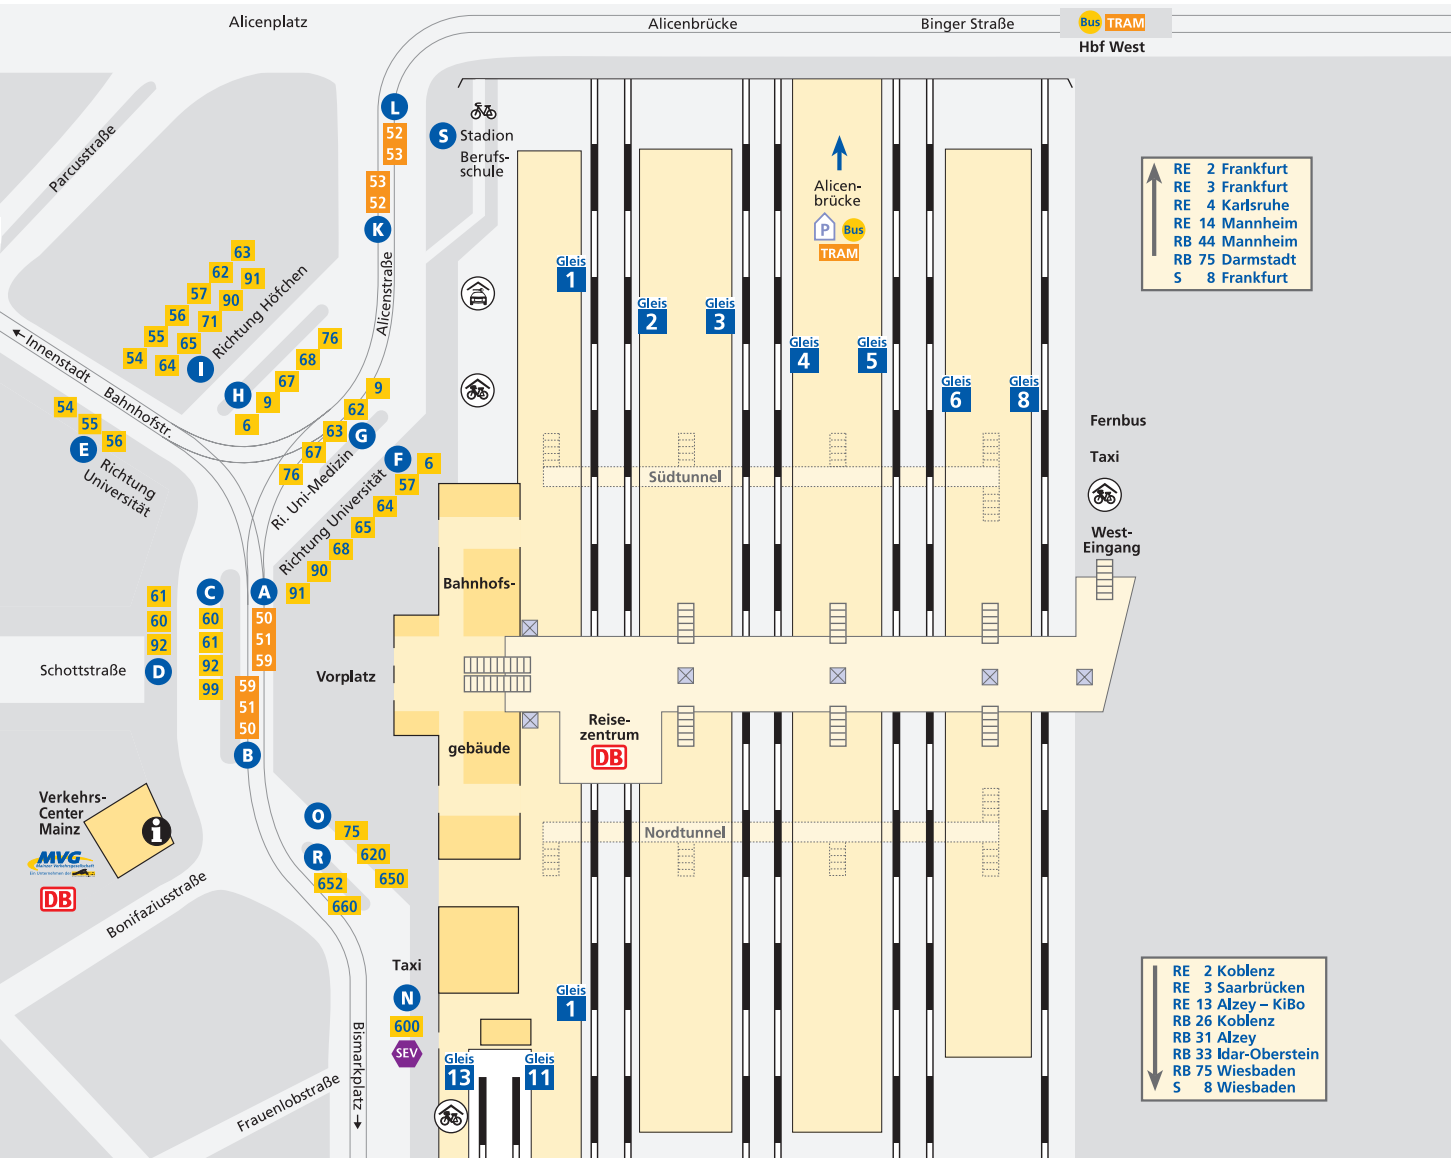 Alicenplatz
Alicenbrücke
Binger Straße
Bus TRAM
Hbf West
L
52
53
S Stadion
Berufs-
schule
53
52
K
Parcusstraße
Alicenstraße
Alicen-
brücke
P Bus
TRAM
RE 2 Frankfurt
RE 3 Frankfurt
RE 4 Karlsruhe
RE 14 Mannheim
RB 44 Mannheim
RB 75 Darmstadt
S 8 Frankfurt
63
62 91
57 90
56 71
55 65
54 64
I
Richtung Höfchen
Gleis
1
Gleis
2
Gleis
3
Gleis
4
Gleis
5
Gleis
6
Gleis
8
Innenstadt
Bahnhofstr.
76
68
67
9
6
H
54
55
56
E
Richtung
Universität
9
62
63
67
76
G
Ri. Uni-Medizin
F
6
57
64
65
68
90
91
Richtung Universität
Südtunnel
Fernbus
Taxi
West-
Eingang
Bahnhofs-
gebäude
Vorplatz
Schottstraße
61
60
92
D
C
60
61
92
99
A
50
51
59
59
51
50
B
Reise-
zentrum
DB
Nordtunnel
Verkehrs-
Center
Mainz
i
MVG
Mainzer Verkehrsgesellschaft
DB
O
75
620
650
R
652
660
Bonifaziusstraße
Taxi
N
600
SEV
Bismarkplatz
Frauenlobstraße
Gleis
1
Gleis
13
Gleis
11
RE 2 Koblenz
RE 3 Saarbrücken
RE 13 Alzey – KiBo
RB 26 Koblenz
RB 31 Alzey
RB 33 Idar-Oberstein
RB 75 Wiesbaden
S 8 Wiesbaden